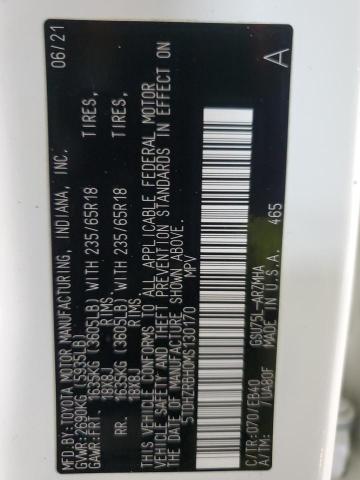 MFD.BY:TOYOTA MOTOR MANUFACTURING, INDIANA, INC. 06/21
GVWR:2690KG (5935LB)
GAWR:FRT. 1635KG (3605LB) WITH 235/65R18 TIRES,
18X8J RIMS,
RR. 1635KG (3605LB) WITH 235/65R18 TIRES,
18X8J RIMS,
THIS VEHICLE CONFORMS TO ALL APPLICABLE FEDERAL MOTOR
VEHICLE SAFETY AND THEFT PREVENTION STANDARDS IN EFFECT ON
THE DATE OF MANUFACTURE SHOWN ABOVE.
5TDHZRBH0MS130170 MPV
C/TR:070/EB40 GSU75L-ARZMHA 465 A
A/TM: /UA80F MADE IN U.S.A.